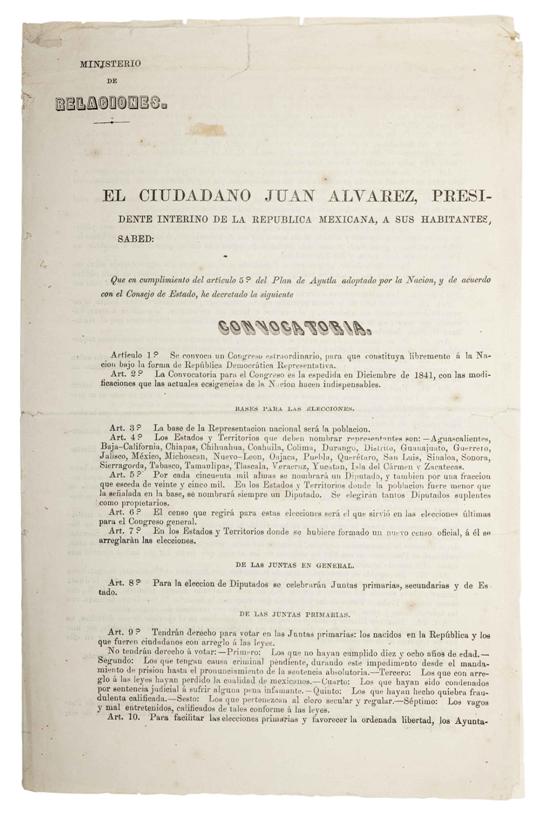 MINISTERIO
DE
RELACIONES.
EL CIUDADANO JUAN ALVAREZ, PRESI-
DENTE INTERINO DE LA REPUBLICA MEXICANA, A SUS HABITANTES,
SABED:
Que en cumplimiento del artículo 5º del Plan de Ayutla adoptado por la Nacion, y de acuerdo
con el Consejo de Estado, he decretado la siguiente
CONVOCATORIA.
Artículo 1º Se convoca un Congreso estraordinario, para que constituya libremente á la Na-
cion bajo la forma de República Democrática Representativa.
Art. 2º La Convocatoria para el Congreso es la espedida en Diciembre de 1841, con las modi-
ficaciones que las actuales ecsigencias de la Nacion hacen indispensables.
BASES PARA LAS ELECCIONES.
Art. 3º La base de la Representacion nacional será la poblacion.
Art. 4º Los Estados y Territorios que deben nombrar representantes son:—Aguascalientes,
Baja-California, Chiapas, Chihuahua, Coahuila, Colima, Durango, Distrito, Guanajuato, Guerrero,
Jalisco, México, Michoacan, Nuevo-Leon, Oajaca, Puebla, Querétaro, San Luis, Sinaloa, Sonora,
Sierragorda, Tabasco, Tamaulipas, Tlascala, Veracruz, Yucatan, Isla del Cármen y Zacatecas.
Art. 5º Por cada cincuenta mil almas se nombrará un Diputado, y tambien por una fraccion
que esceda de veinte y cinco mil. En los Estados y Territorios donde la poblacion fuere menor que
la señalada en la base, se nombrará siempre un Diputado. Se elegirán tantos Diputados suplentes
como propietarios.
Art. 6º El censo que regirá para estas elecciones será el que sirvió en las elecciones últimas
para el Congreso general.
Art. 7º En los Estados y Territorios donde se hubiere formado un nuevo censo oficial, á él se
arreglarán las elecciones.
DE LAS JUNTAS EN GENERAL.
Art. 8º Para la eleccion de Diputados se celebrarán Juntas primarias, secundarias y de Es
tado.
DE LAS JUNTAS PRIMARIAS.
Art. 9º Tendrán derecho para votar en las Juntas primarias: los nacidos en la República y los
que fueren ciudadanos con arreglo á las leyes.
No tendrán derecho á votar:—Primero: Los que no hayan cumplido diez y ocho años de edad.—
Segundo: Los que tengan causa criminal pendiente, durando este impedimento desde el manda-
miento de prision hasta el pronunciamiento de la sentencia absolutoria.—Tercero: Los que con arre-
glo á las leyes hayan perdido la cualidad de mexicanos.—Cuarto: Los que hayan sido condenados
por sentencia judicial á sufrir alguna pena infamante.—Quinto: Los que hayan hecho quiebra frau-
dulenta calificada.—Sesto: Los que pertenezcan al clero secular y regular.—Séptimo: Los vagos
y mal entretenidos, calificados de tales conforme á las leyes.
Art. 10. Para facilitar las elecciones primarias y favorecer la ordenada libertad, los Ayunta-